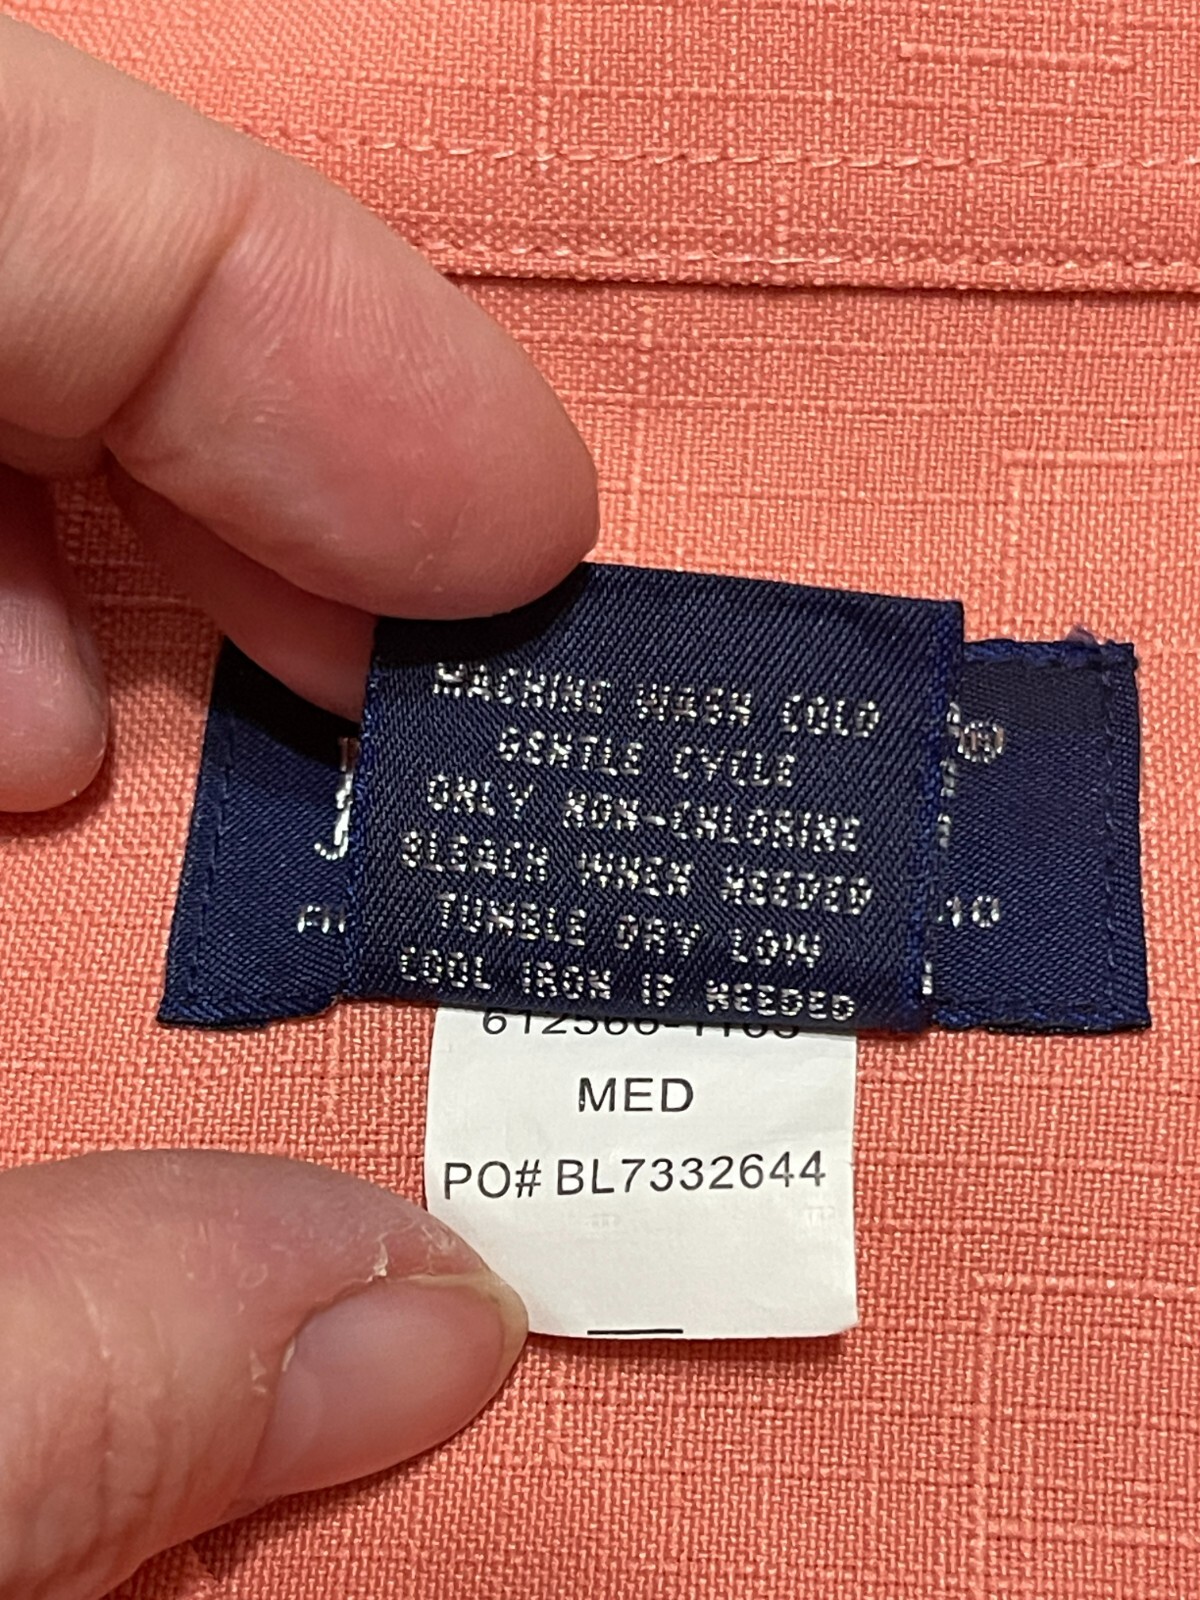 MACHINE WASH COLD
GENTLE CYCLE
ONLY NON-CHLORINE
BLEACH WHEN NEEDED
TUMBLE DRY LOW
COOL IRON IF NEEDED
MED
PO# BL7332644